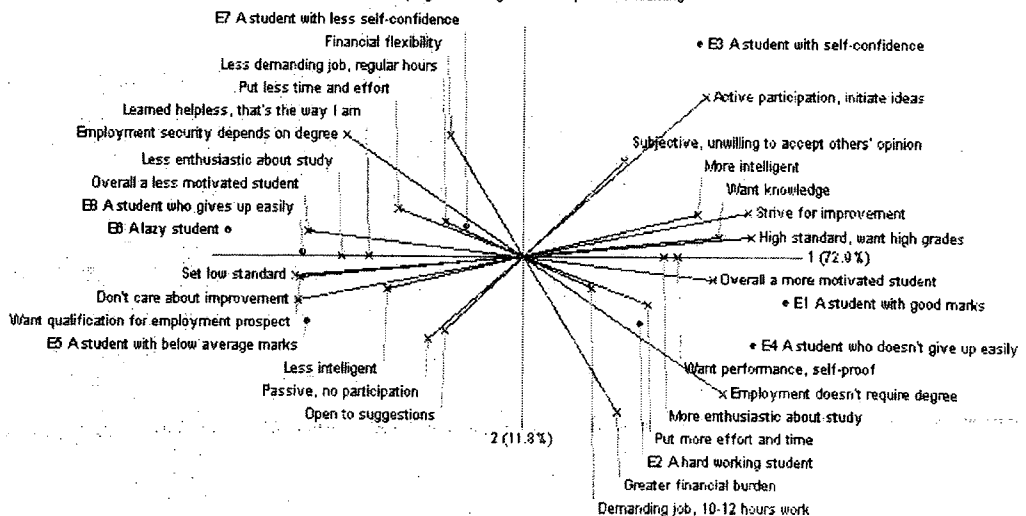 E7 A student with less self-confidence
Financial flexibility
E3 A student with self-confidence
Less demanding job, regular hours
Put less time and effort
Active participation, initiate ideas
Learned helpless, that's the way I am
Employment security depends on degree
Subjective, unwilling to accept others' opinion
Less enthusiastic about study
More intelligent
Overall a less motivated student
Want knowledge
E8 A student who gives up easily
Strive for improvement
E6 A lazy student
High standard, want high grades
1 (72.9%)
Set low standard
Overall a more motivated student
Don't care about improvement
E1 A student with good marks
Want qualification for employment prospect
E5 A student with below average marks
E4 A student who doesn't give up easily
Less intelligent
Want performance, self-proof
Passive, no participation
Employment doesn't require degree
Open to suggestions
More enthusiastic about study
2 (11.8%)
Put more effort and time
E2 A hard working student
Greater financial burden
Demanding job, 10-12 hours work